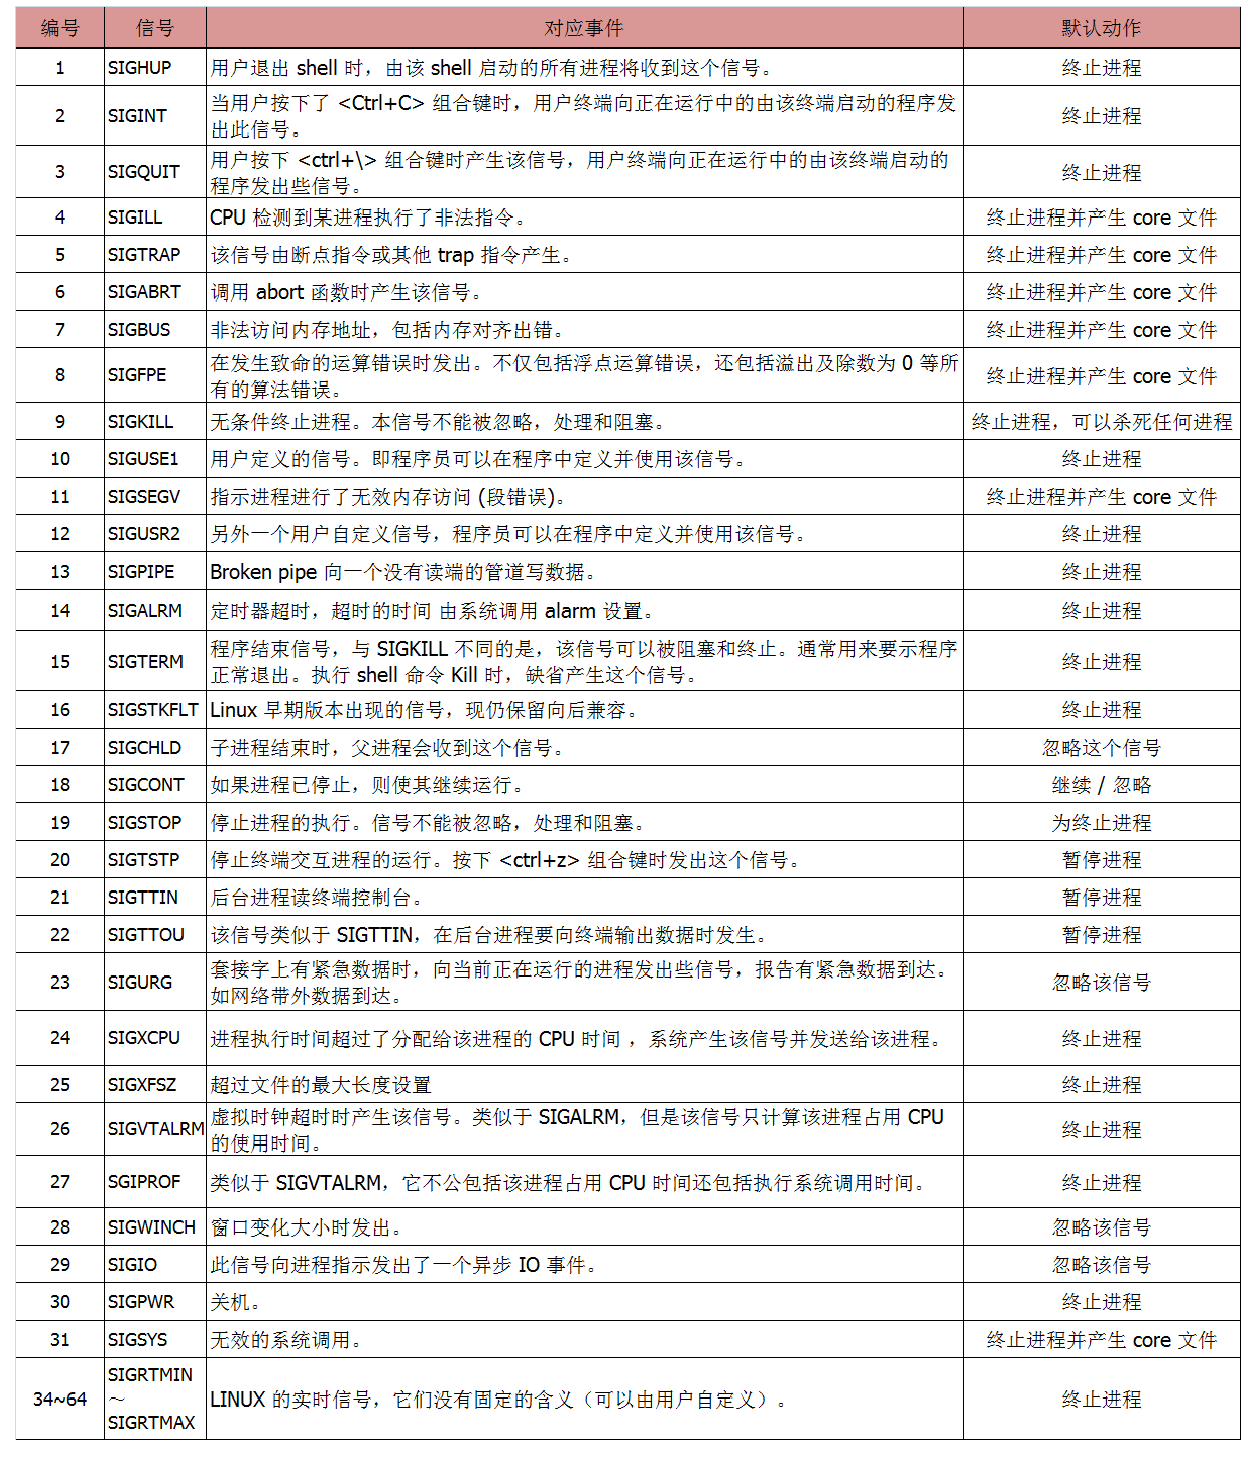 编号 信号 对应事件 默认动作
1 SIGHUP 用户退出 shell 时，由该 shell 启动的所有进程将收到这个信号。 终止进程
2 SIGINT 当用户按下了 <Ctrl+C> 组合键时，用户终端向正在运行中的由该终端启动的程序发
出此信号。 终止进程
3 SIGQUIT 用户按下 <ctrl+\> 组合键时产生该信号，用户终端向正在运行中的由该终端启动的
程序发出些信号。 终止进程
4 SIGILL CPU 检测到某进程执行了非法指令。 终止进程并产生 core 文件
5 SIGTRAP 该信号由断点指令或其他 trap 指令产生。 终止进程并产生 core 文件
6 SIGABRT 调用 abort 函数时产生该信号。 终止进程并产生 core 文件
7 SIGBUS 非法访问内存地址，包括内存对齐出错。 终止进程并产生 core 文件
8 SIGFPE 在发生致命的运算错误时发出。不仅包括浮点运算错误，还包括溢出及除数为 0 等所
有的算法错误。 终止进程并产生 core 文件
9 SIGKILL 无条件终止进程。本信号不能被忽略，处理和阻塞。 终止进程，可以杀死任何进程
10 SIGUSE1 用户定义的信号。即程序员可以在程序中定义并使用该信号。 终止进程
11 SIGSEGV 指示进程进行了无效内存访问 (段错误)。 终止进程并产生 core 文件
12 SIGUSR2 另外一个用户自定义信号，程序员可以在程序中定义并使用该信号。 终止进程
13 SIGPIPE Broken pipe 向一个没有读端的管道写数据。 终止进程
14 SIGALRM 定时器超时，超时的时间 由系统调用 alarm 设置。 终止进程
15 SIGTERM 程序结束信号，与 SIGKILL 不同的是，该信号可以被阻塞和终止。通常用来要示程序
正常退出。执行 shell 命令 Kill 时，缺省产生这个信号。 终止进程
16 SIGSTKFLT Linux 早期版本出现的信号，现仍保留向后兼容。 终止进程
17 SIGCHLD 子进程结束时，父进程会收到这个信号。 忽略这个信号
18 SIGCONT 如果进程已停止，则使其继续运行。 继续 / 忽略
19 SIGSTOP 停止进程的执行。信号不能被忽略，处理和阻塞。 为终止进程
20 SIGTSTP 停止终端交互进程的运行。按下 <ctrl+z> 组合键时发出这个信号。 暂停进程
21 SIGTTIN 后台进程读终端控制台。 暂停进程
22 SIGTTOU 该信号类似于 SIGTTIN，在后台进程要向终端输出数据时发生。 暂停进程
23 SIGURG 套接字上有紧急数据时，向当前正在运行的进程发出些信号，报告有紧急数据到达。
如网络带外数据到达。 忽略该信号
24 SIGXCPU 进程执行时间超过了分配给该进程的 CPU 时间 ，系统产生该信号并发送给该进程。 终止进程
25 SIGXFSZ 超过文件的最大长度设置 终止进程
26 SIGVTALRM 虚拟时钟超时时产生该信号。类似于 SIGALRM，但是该信号只计算该进程占用 CPU
的使用时间。 终止进程
27 SGIPROF 类似于 SIGVTALRM，它不公包括该进程占用 CPU 时间还包括执行系统调用时间。 终止进程
28 SIGWINCH 窗口变化大小时发出。 忽略该信号
29 SIGIO 此信号向进程指示发出了一个异步 IO 事件。 忽略该信号
30 SIGPWR 关机。 终止进程
31 SIGSYS 无效的系统调用。 终止进程并产生 core 文件
34~64 SIGRTMIN
～
SIGRTMAX LINUX 的实时信号，它们没有固定的含义（可以由用户自定义）。 终止进程